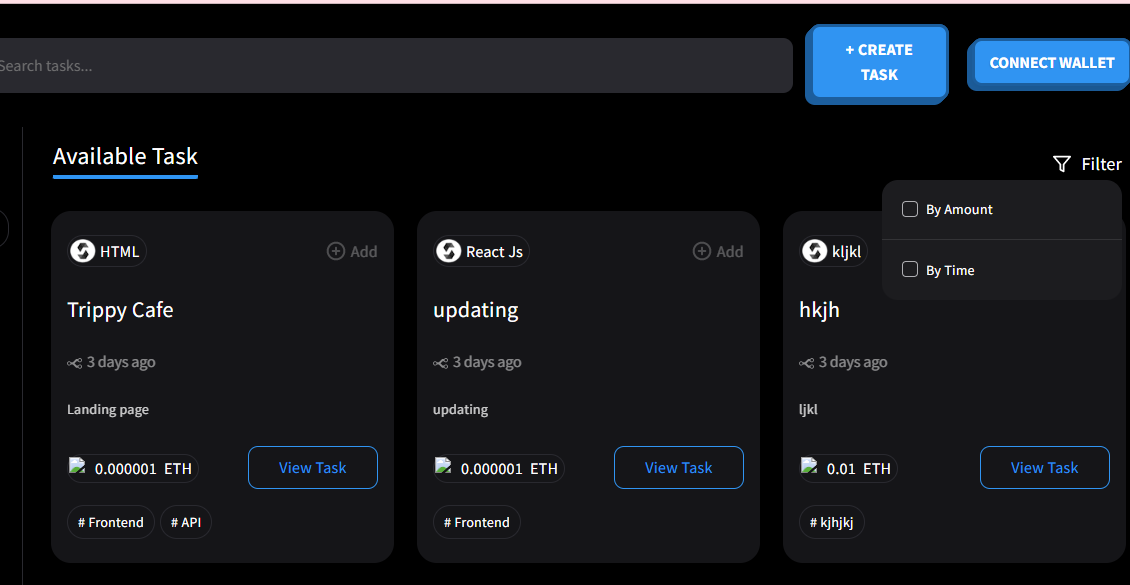 Search tasks...
+ CREATE
TASK
CONNECT WALLET
Available Task
Filter
By Amount
By Time
HTML
Add
Trippy Cafe
3 days ago
Landing page
0.000001 ETH
View Task
# Frontend
# API
React Js
Add
updating
3 days ago
updating
0.000001 ETH
View Task
# Frontend
kljkl
hkjh
3 days ago
ljkl
0.01 ETH
View Task
# kjhjkj